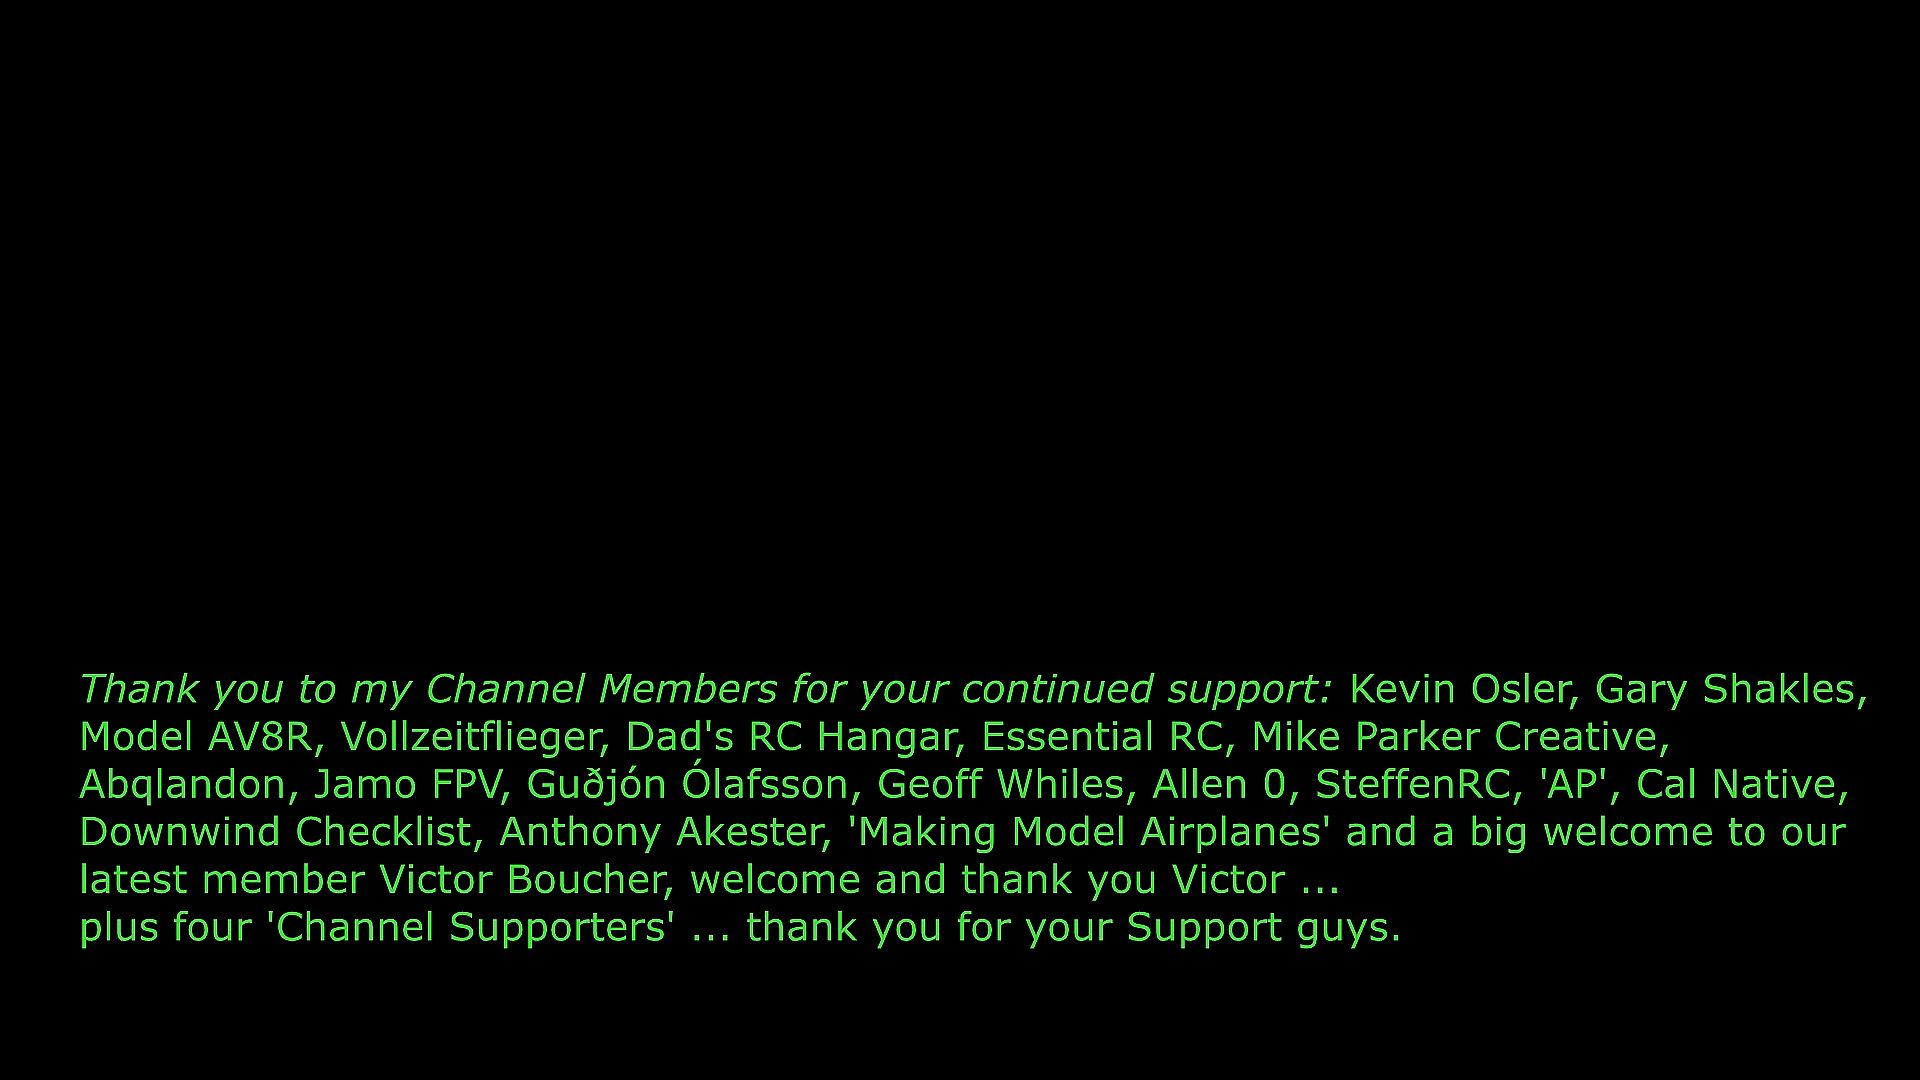 Thank you to my Channel Members for your continued support: Kevin Osler, Gary Shakles,
Model AV8R, Vollzeitflieger, Dad's RC Hangar, Essential RC, Mike Parker Creative,
Abqlandon, Jamo FPV, Guðjón Ólafsson, Geoff Whiles, Allen 0, SteffenRC, 'AP', Cal Native,
Downwind Checklist, Anthony Akester, 'Making Model Airplanes' and a big welcome to our
latest member Victor Boucher, welcome and thank you Victor ...
plus four 'Channel Supporters' ... thank you for your Support guys.